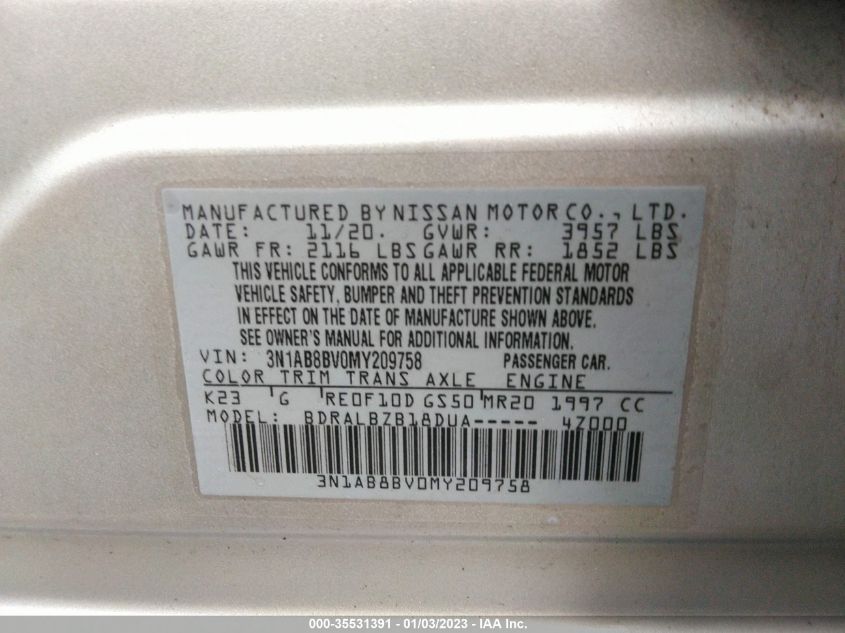 MANUFACTURED BY NISSAN MOTOR CO., LTD.
DATE: 11/20. GVWR: 3957 LBS
GAWR FR: 2116 LBS GAWR RR: 1852 LBS
THIS VEHICLE CONFORMS TO ALL APPLICABLE FEDERAL MOTOR
VEHICLE SAFETY, BUMPER AND THEFT PREVENTION STANDARDS
IN EFFECT ON THE DATE OF MANUFACTURE SHOWN ABOVE.
SEE OWNER'S MANUAL FOR ADDITIONAL INFORMATION.
VIN: 3N1AB8BV0MY209758 PASSENGER CAR.
COLOR TRIM TRANS AXLE ENGINE
K23 G RE0F10D GS50 MR20 1997 CC
MODEL: BDRALBZB18DUA----- 4Z000
3N1AB8BV0MY209758
000-35531391 - 01/03/2023 - IAA Inc.